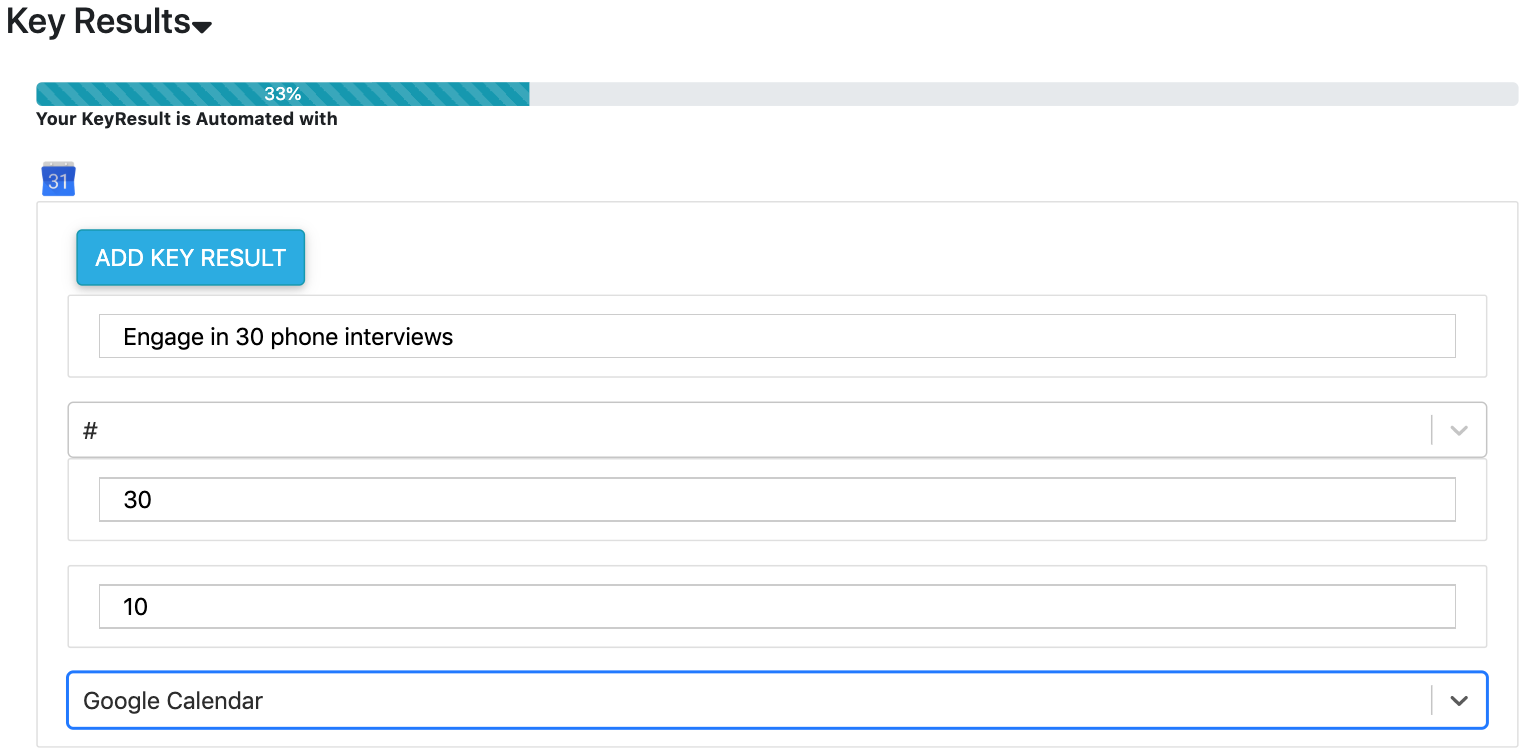 Key Results
33%
Your KeyResult is Automated with
31
ADD KEY RESULT
Engage in 30 phone interviews
#
30
10
Google Calendar